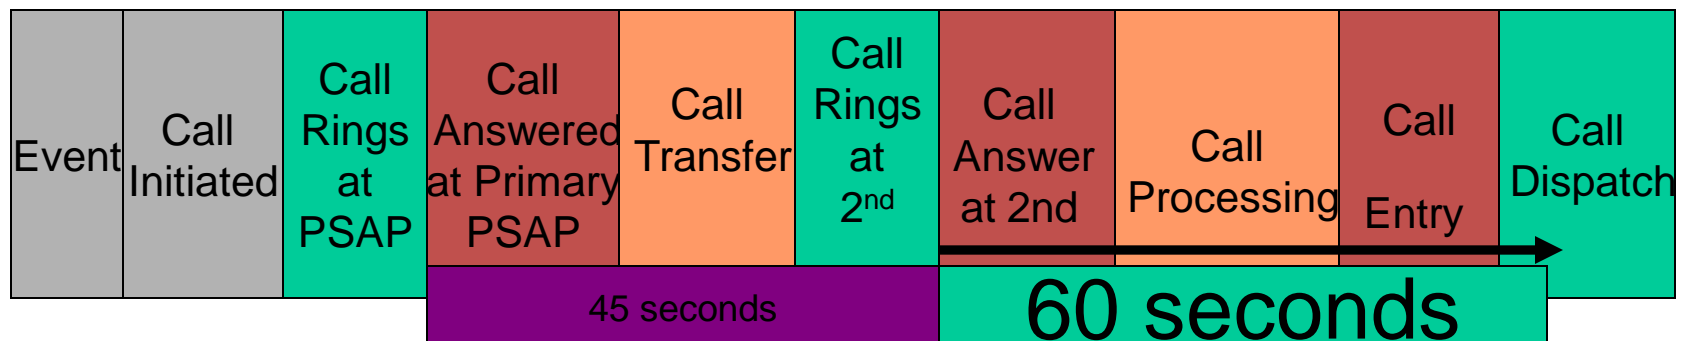 Event
Call
Initiated
Call
Rings
at
PSAP
Call
Answered
at Primary
PSAP
Call
Transfer
Call
Rings
at
2nd
Call
Answer
at 2nd
Call
Processing
Call
Entry
Call
Dispatch
45 seconds
60 seconds